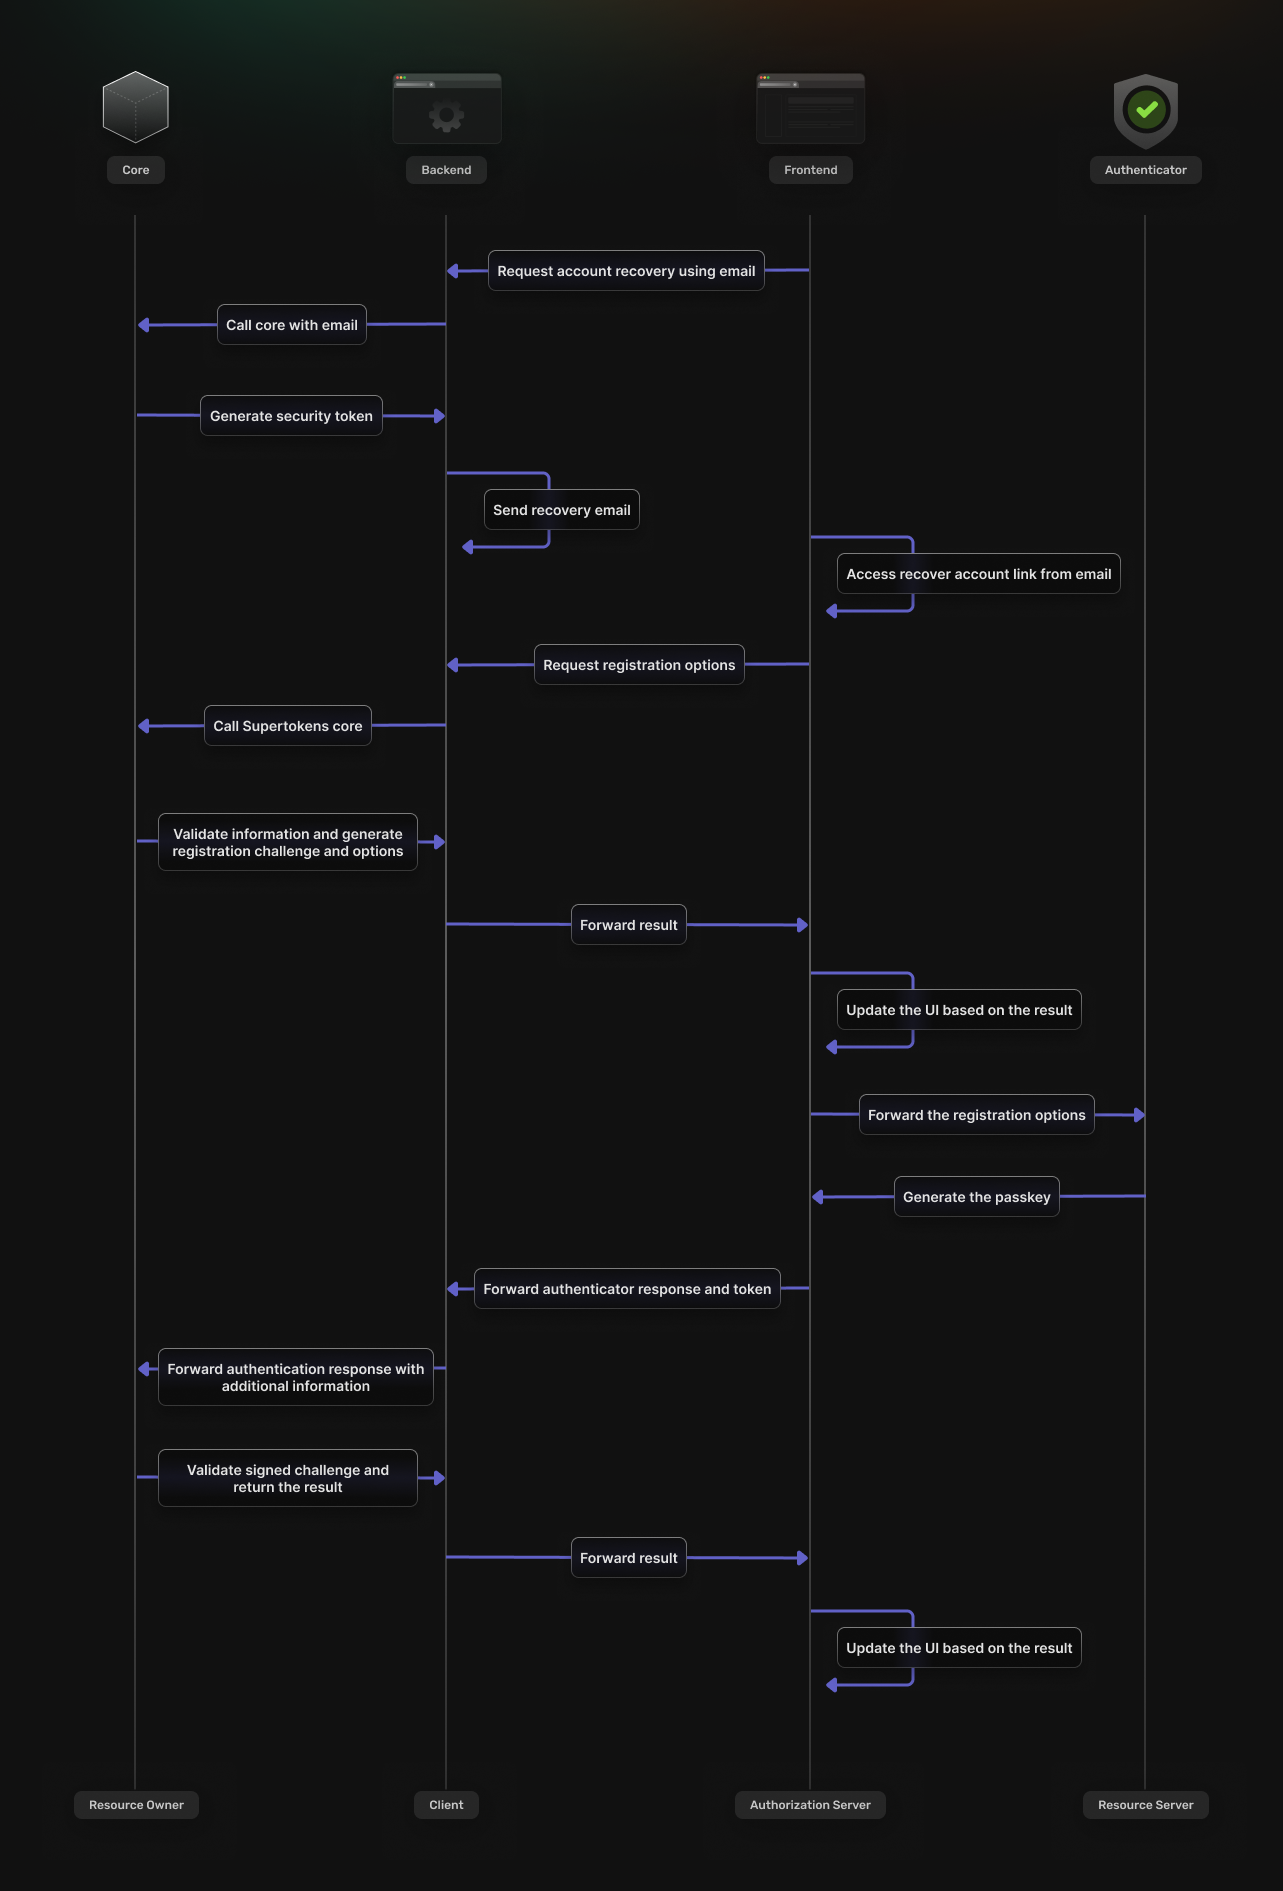 Core
Backend
Frontend
Authenticator
Request account recovery using email
Call core with email
Generate security token
Send recovery email
Access recover account link from email
Request registration options
Call Supertokens core
Validate information and generate
registration challenge and options
Forward result
Update the UI based on the result
Forward the registration options
Generate the passkey
Forward authenticator response and token
Forward authentication response with
additional information
Validate signed challenge and
return the result
Forward result
Update the UI based on the result
Resource Owner
Client
Authorization Server
Resource Server